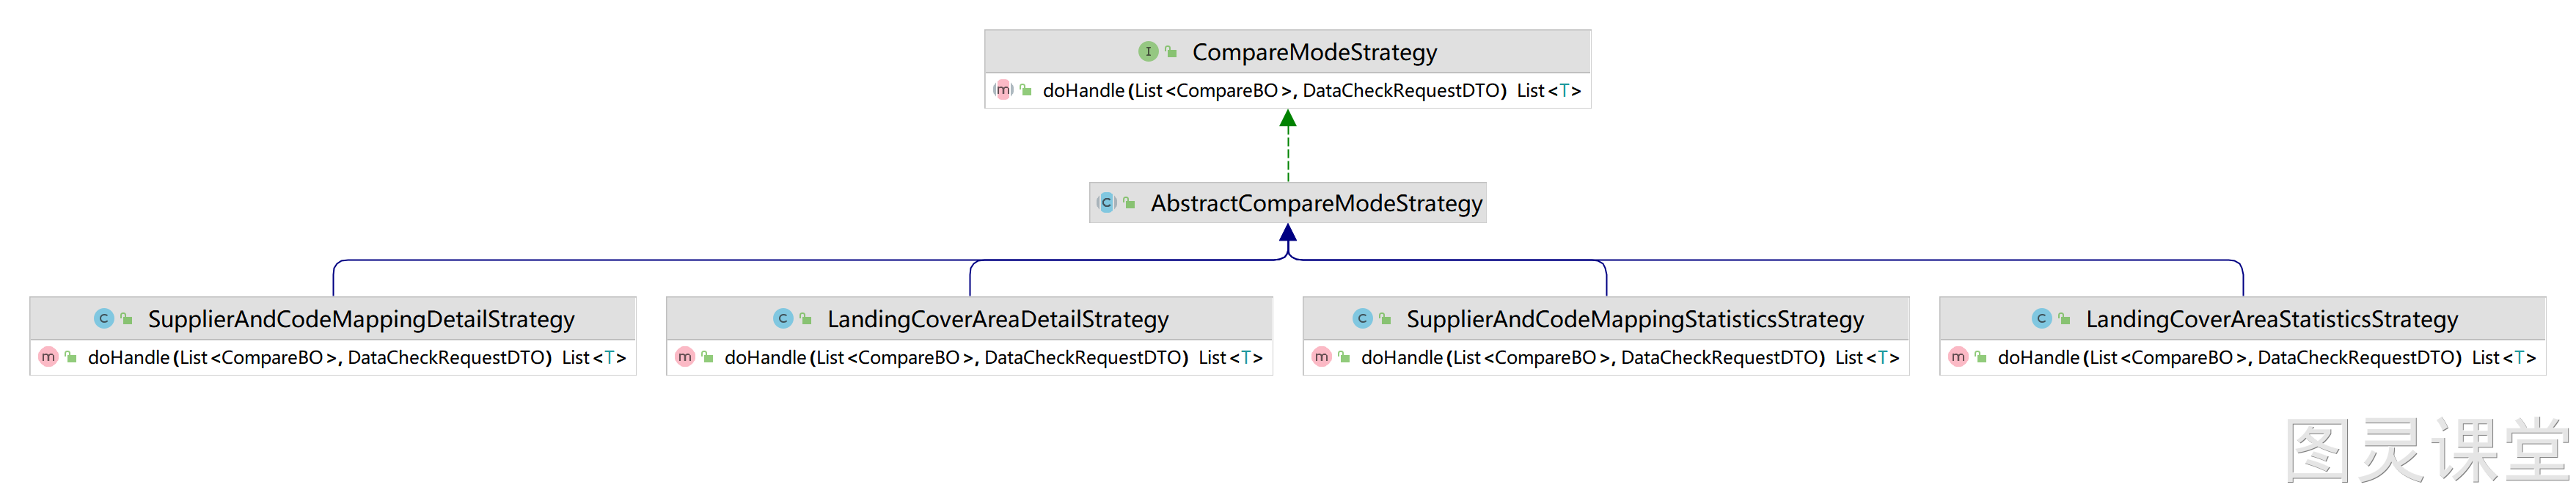 CompareModeStrategy
doHandle(List<CompareBO>, DataCheckRequestDTO) List<T>
AbstractCompareModeStrategy
SupplierAndCodeMappingDetailStrategy
doHandle(List<CompareBO>, DataCheckRequestDTO) List<T>
LandingCoverAreaDetailStrategy
doHandle(List<CompareBO>, DataCheckRequestDTO) List<T>
SupplierAndCodeMappingStatisticsStrategy
doHandle(List<CompareBO>, DataCheckRequestDTO) List<T>
LandingCoverAreaStatisticsStrategy
doHandle(List<CompareBO>, DataCheckRequestDTO) List<T>
图灵课堂